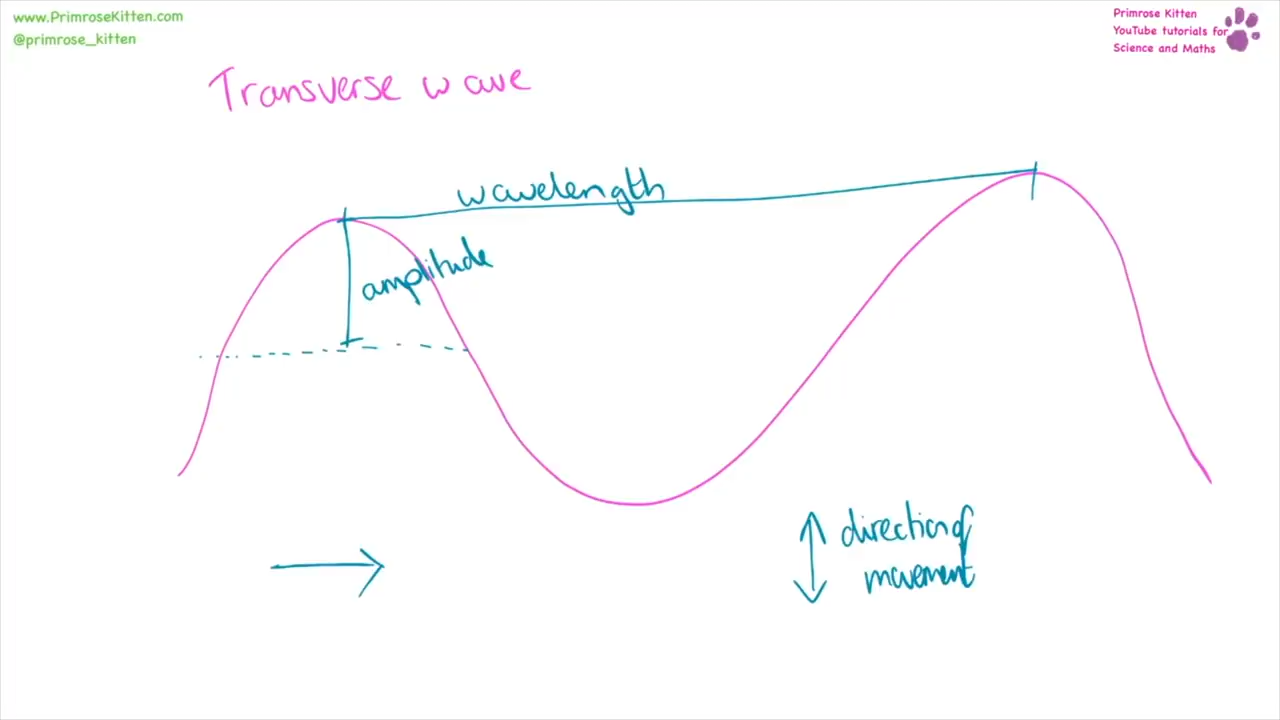 www.PrimroseKitten.com
@primrose_kitten
Primrose Kitten
YouTube tutorials for
Science and Maths
Transverse wave
wavelength
amplitude
direction of
movement